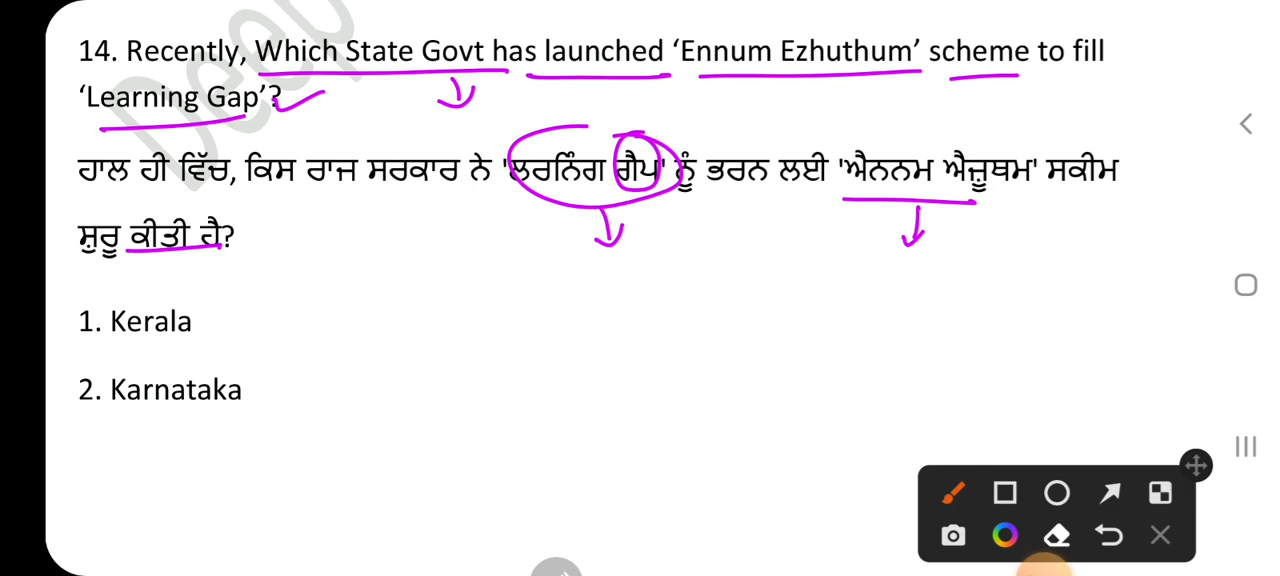 14. Recently, Which State Govt has launched ‘Ennum Ezhuthum’ scheme to fill
‘Learning Gap’?
ਹਾਲ ਹੀ ਵਿੱਚ, ਕਿਸ ਰਾਜ ਸਰਕਾਰ ਨੇ 'ਲਰਨਿੰਗ ਗੈਪ' ਨੂੰ ਭਰਨ ਲਈ 'ਐਨਨਮ ਐਜ਼ੂਥਮ' ਸਕੀਮ
ਸ਼ੁਰੂ ਕੀਤੀ ਹੈ?
1. Kerala
2. Karnataka